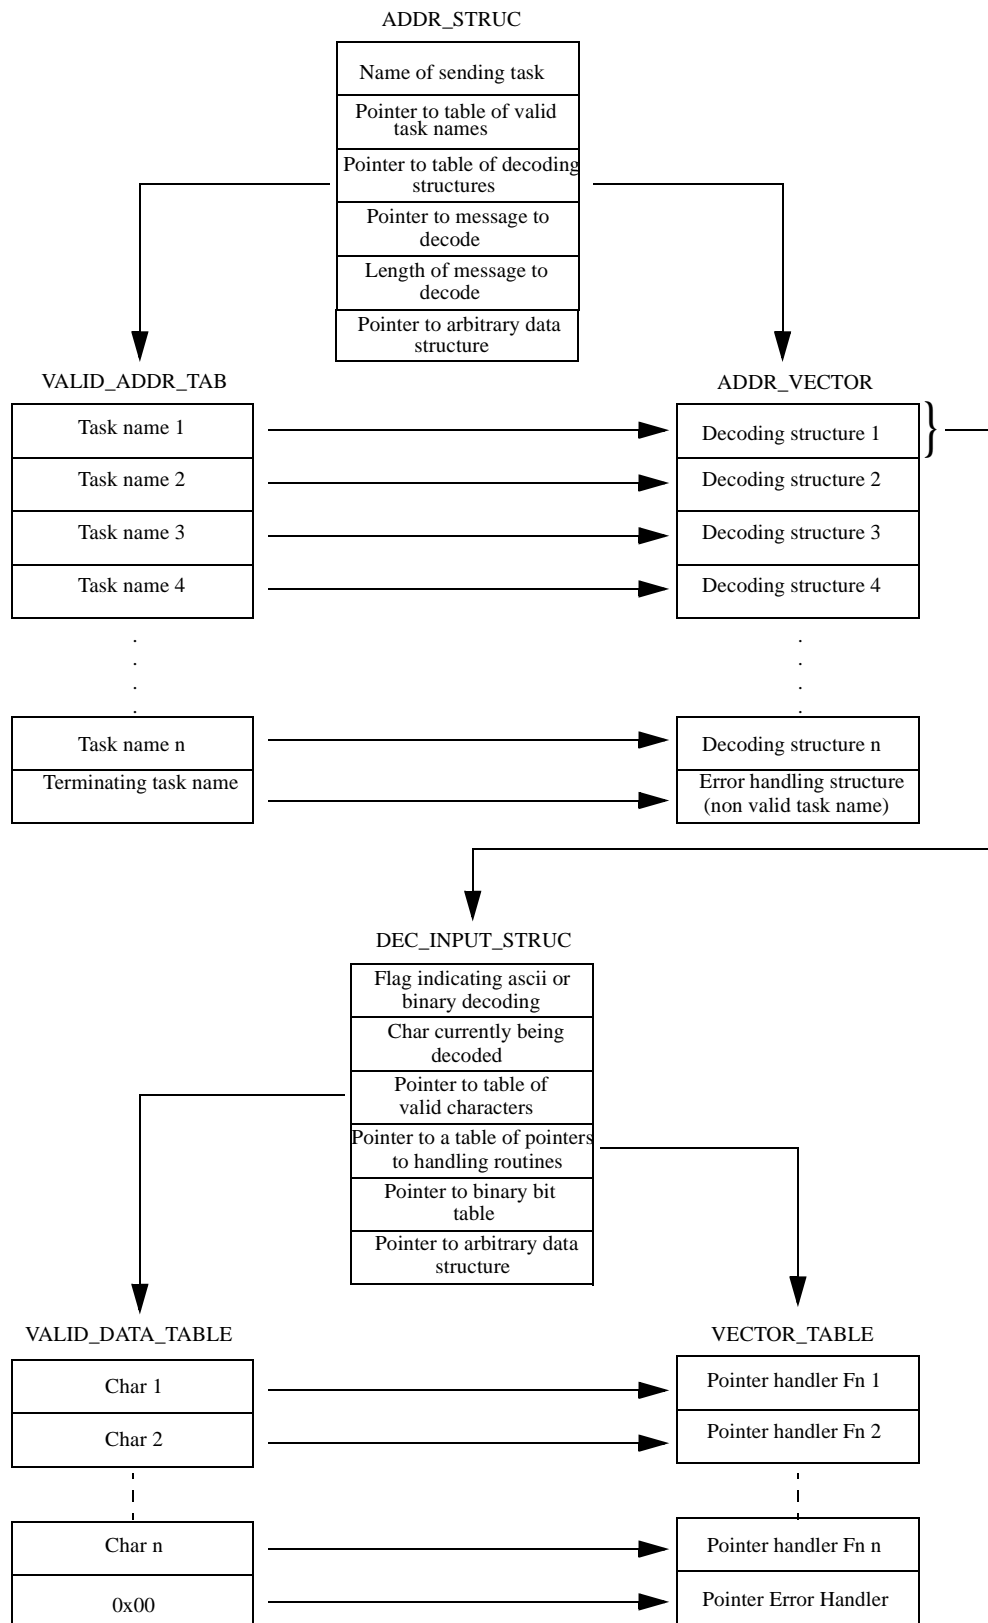 ADDR_STRUC
Name of sending task
Pointer to table of valid
task names
Pointer to table of decoding
structures
Pointer to message to
decode
Length of message to
decode
Pointer to arbitrary data
structure
VALID_ADDR_TAB
ADDR_VECTOR
Task name 1
Decoding structure 1
}
Task name 2
Decoding structure 2
Task name 3
Decoding structure 3
Task name 4
Decoding structure 4
.
.
.
.
.
.
.
.
Task name n
Decoding structure n
Terminating task name
Error handling structure
(non valid task name)
DEC_INPUT_STRUC
Flag indicating ascii or
binary decoding
Char currently being
decoded
Pointer to table of
valid characters
Pointer to a table of pointers
to handling routines
Pointer to binary bit
table
Pointer to arbitrary data
structure
VALID_DATA_TABLE
VECTOR_TABLE
Char 1
Pointer handler Fn 1
Char 2
Pointer handler Fn 2
Char n
Pointer handler Fn n
0x00
Pointer Error Handler